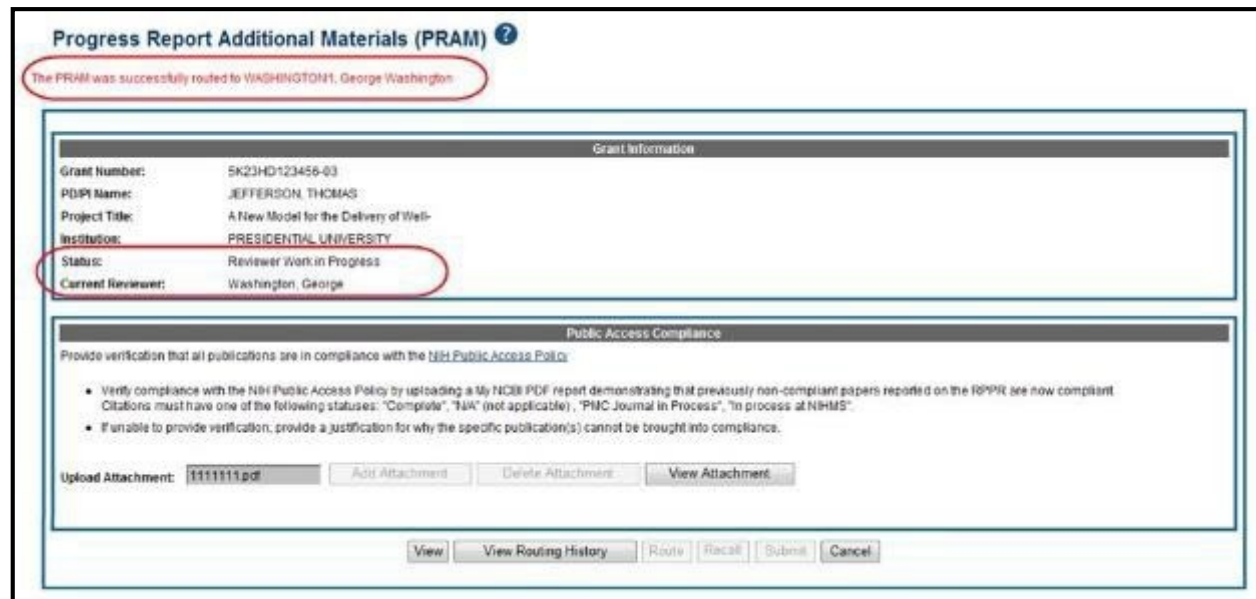 Progress Report Additional Materials (PRAM) ?
The PRAM was successfully routed to WASHINGTON1, George Washington
Grant Information
Grant Number: 5K23HD123456-03
PD/PI Name: JEFFERSON, THOMAS
Project Title: A New Model for the Delivery of Well-
Institution: PRESIDENTIAL UNIVERSITY
Status: Reviewer Work in Progress
Current Reviewer: Washington, George
Public Access Compliance
Provide verification that all publications are in compliance with the NIH Public Access Policy
• Verify compliance with the NIH Public Access Policy by uploading a My NCBI PDF report demonstrating that previously non-compliant papers reported on the RPPR are now compliant.
Citations must have one of the following statuses: "Complete", "N/A" (not applicable) , "PMC Journal in Process", "In process at NIHMS".
• If unable to provide verification, provide a justification for why the specific publication(s) cannot be brought into compliance.
Upload Attachment: 1111111.pdf Add Attachment Delete Attachment View Attachment
View View Routing History Route Recall Submit Cancel